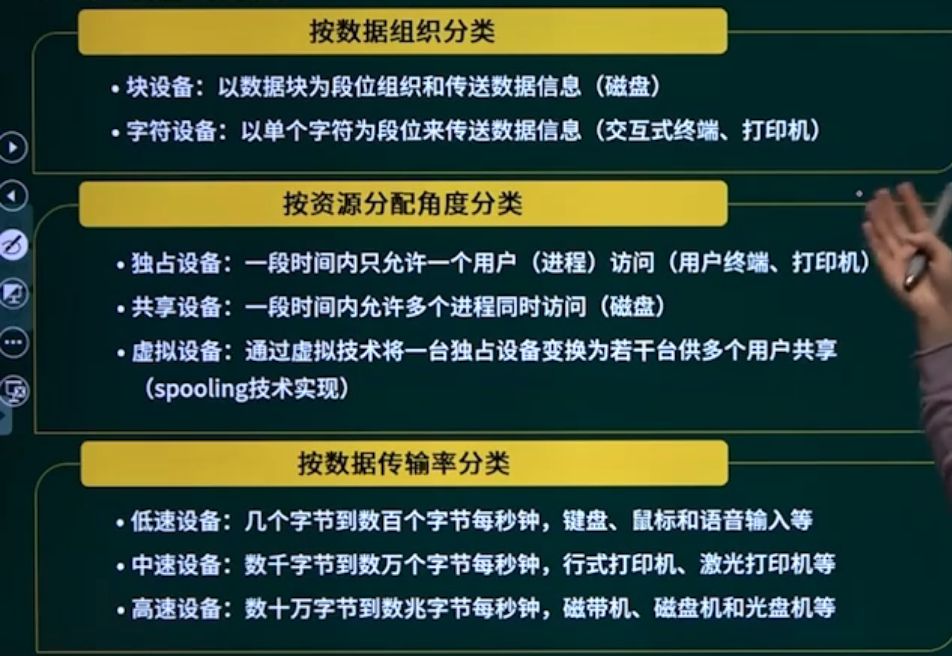 按数据组织分类
• 块设备：以数据块为段位组织和传送数据信息（磁盘）
• 字符设备：以单个字符为段位来传送数据信息（交互式终端、打印机）
按资源分配角度分类
• 独占设备：一段时间内只允许一个用户（进程）访问（用户终端、打印机）
• 共享设备：一段时间内允许多个进程同时访问（磁盘）
• 虚拟设备：通过虚拟技术将一台独占设备变换为若干台供多个用户共享
（spooling技术实现）
按数据传输率分类
• 低速设备：几个字节到数百个字节每秒钟，键盘、鼠标和语音输入等
• 中速设备：数千字节到数万个字节每秒钟，行式打印机、激光打印机等
• 高速设备：数十万字节到数兆字节每秒钟，磁带机、磁盘机和光盘机等